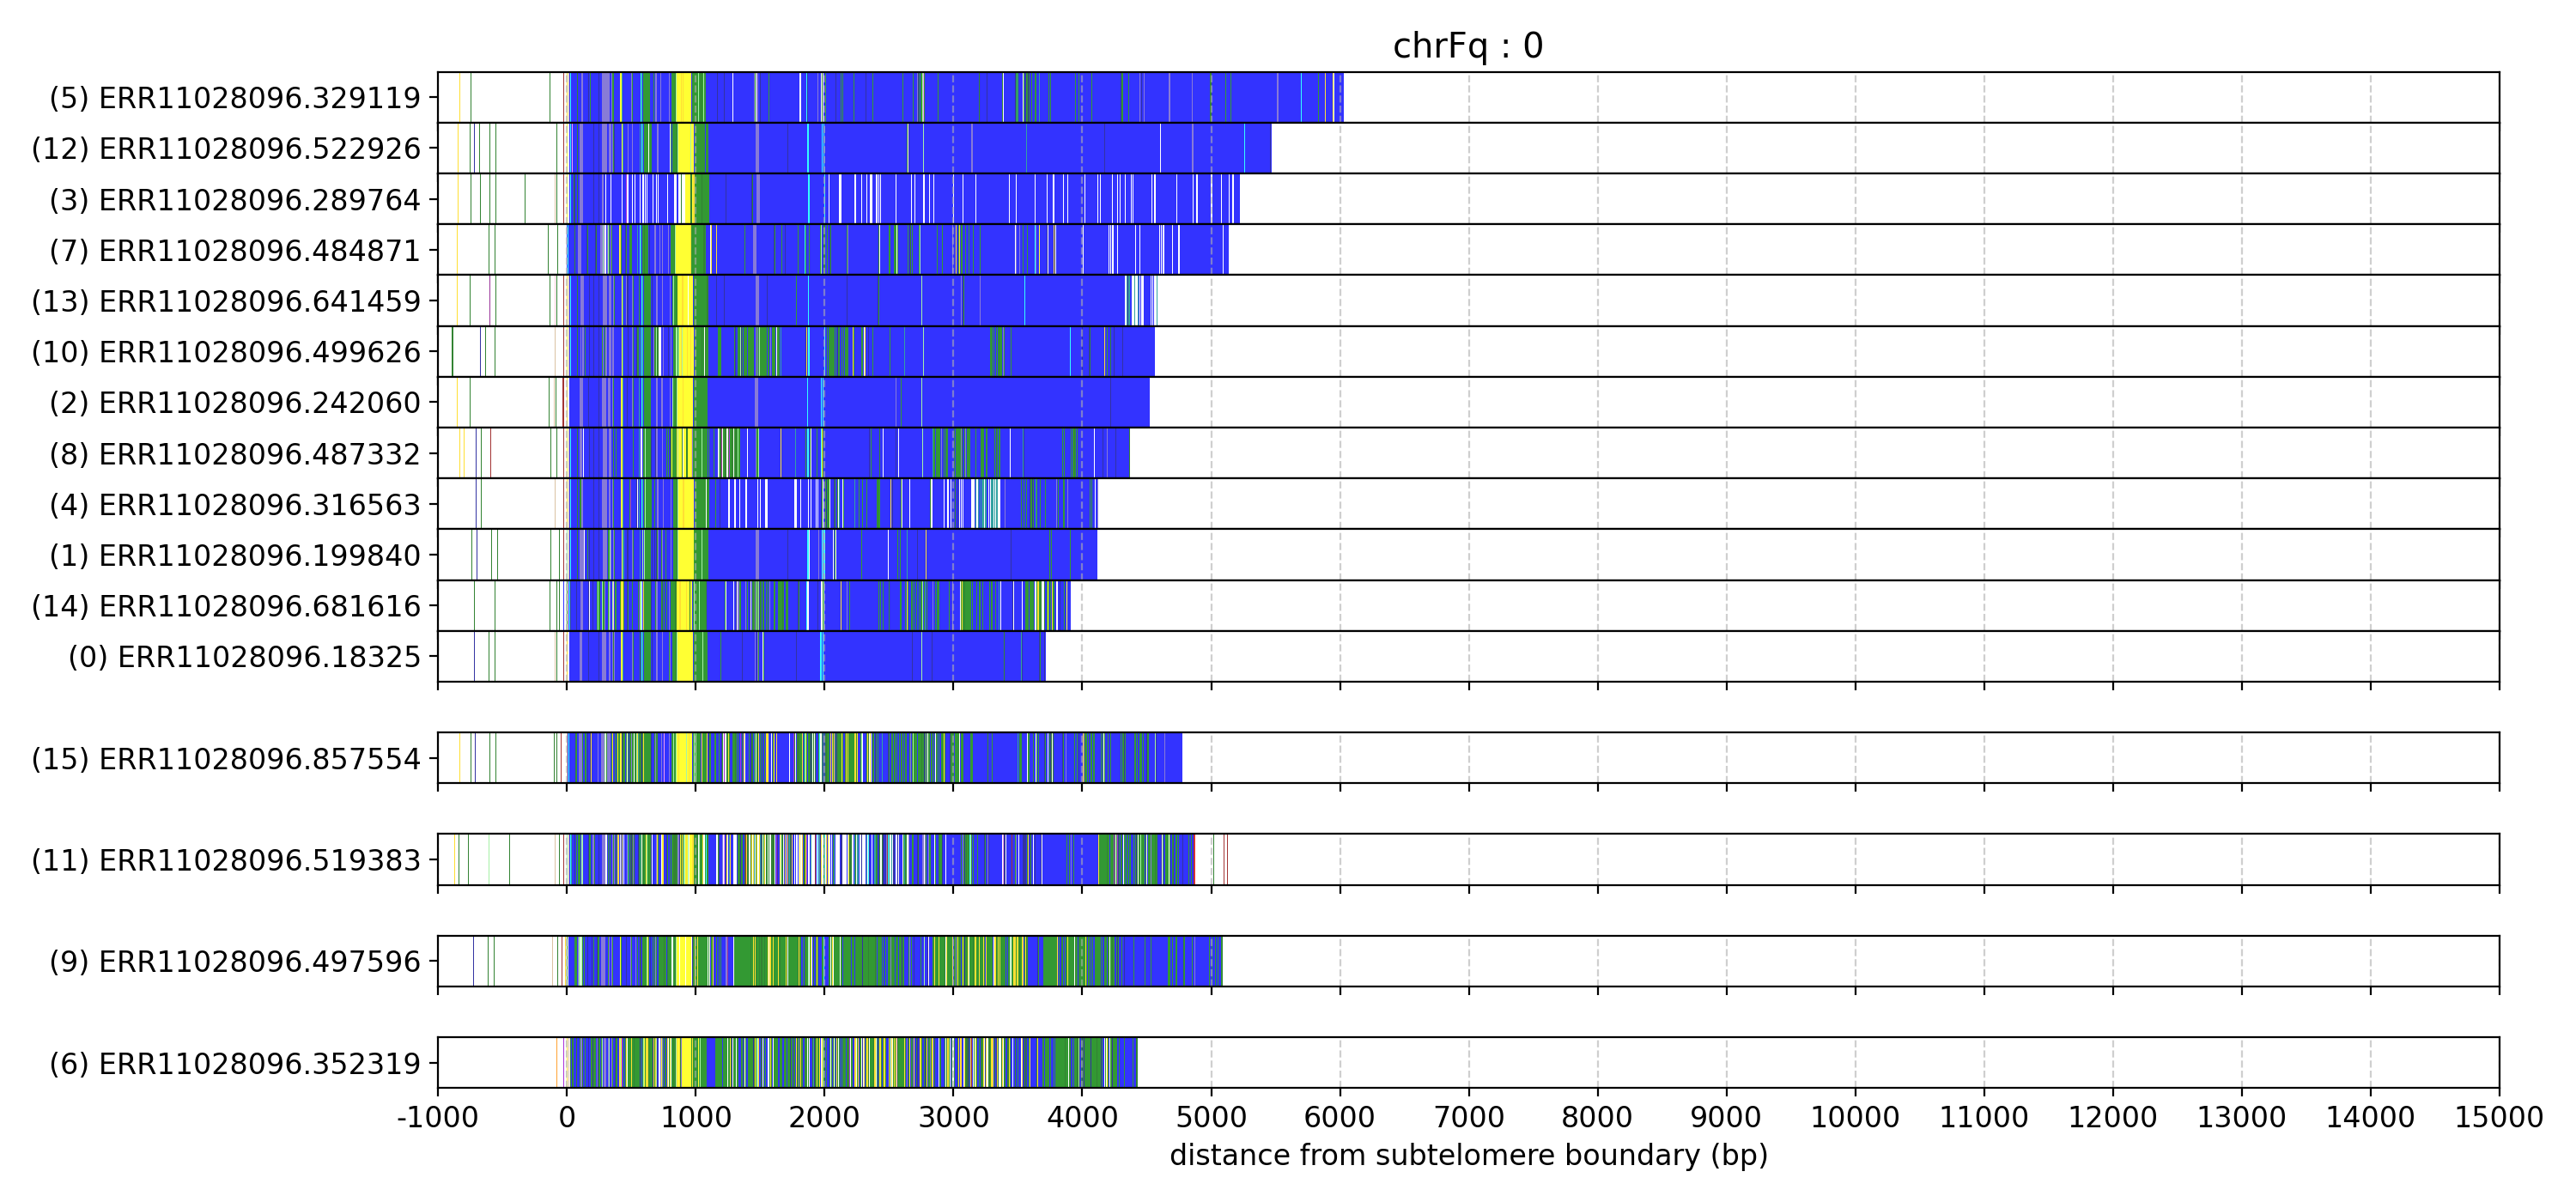 chrFq : 0
(5) ERR11028096.329119
(12) ERR11028096.522926
(3) ERR11028096.289764
(7) ERR11028096.484871
(13) ERR11028096.641459
(10) ERR11028096.499626
(2) ERR11028096.242060
(8) ERR11028096.487332
(4) ERR11028096.316563
(1) ERR11028096.199840
(14) ERR11028096.681616
(0) ERR11028096.18325
(15) ERR11028096.857554
(11) ERR11028096.519383
(9) ERR11028096.497596
(6) ERR11028096.352319
-1000 0 1000 2000 3000 4000 5000 6000 7000 8000 9000 10000 11000 12000 13000 14000 15000
distance from subtelomere boundary (bp)